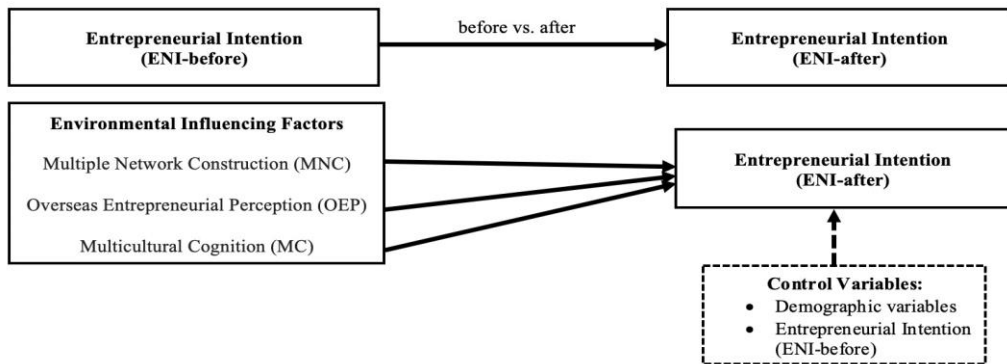 Entrepreneurial Intention
(ENI-before)
before vs. after
Entrepreneurial Intention
(ENI-after)
Environmental Influencing Factors
Multiple Network Construction (MNC)
Overseas Entrepreneurial Perception (OEP)
Multicultural Cognition (MC)
Entrepreneurial Intention
(ENI-after)
Control Variables:
• Demographic variables
• Entrepreneurial Intention
(ENI-before)